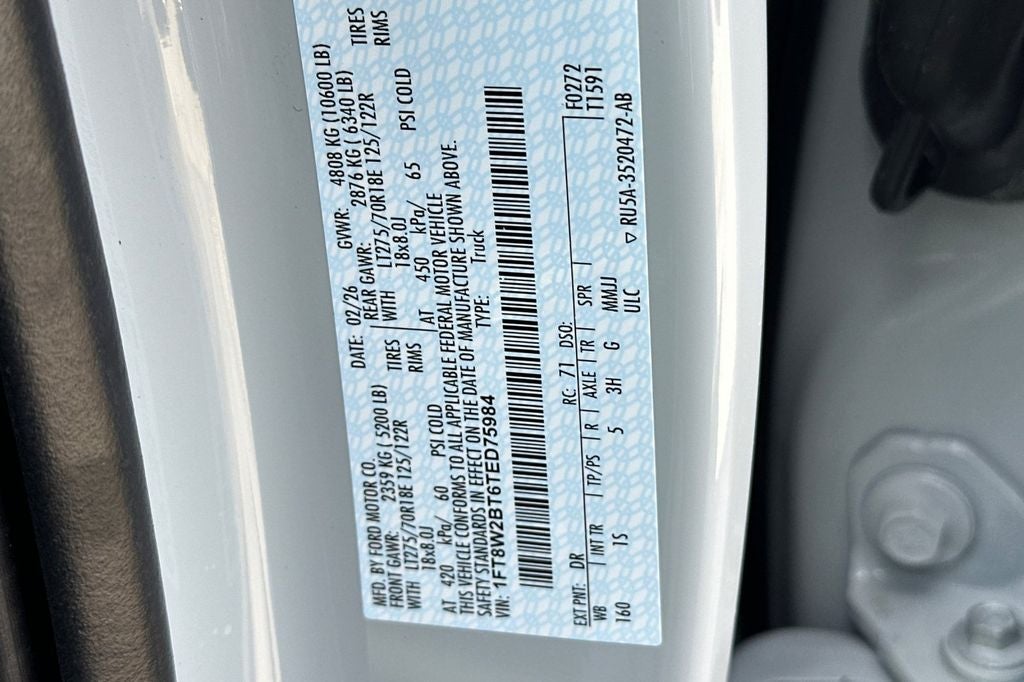 MFD. BY FORD MOTOR CO.
DATE: 02/26 GVWR: 4808 KG (10600 LB)
FRONT GAWR: 2359 KG ( 5200 LB) REAR GAWR: 2876 KG ( 6340 LB)
WITH LT275/70R18E 125/122R TIRES WITH LT275/70R18E 125/122R TIRES
18x8.0J RIMS 18x8.0J RIMS
AT 420 kPa/ 60 PSI COLD AT 450 kPa/ 65 PSI COLD
THIS VEHICLE CONFORMS TO ALL APPLICABLE FEDERAL MOTOR VEHICLE
SAFETY STANDARDS IN EFFECT ON THE DATE OF MANUFACTURE SHOWN ABOVE.
VIN: 1FT8W2BT6TED75984 TYPE: Truck
F0272
T1591
EXT PNT: DR RC: 71 DSO:
WB | INT TR | TP/PS | R | AXLE | TR | SPR |
160 1S 5 3H G MMJJ
ULC ▽ RU5A-3520472-AB